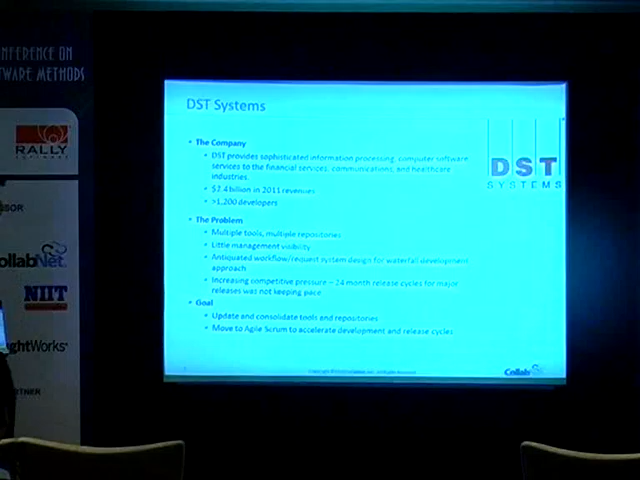 NFERENCE ON
TWARE METHODS
RALLY
SOFTWARE
SOR
ollabNet
NIIT
ghtWorks
TNER
DST Systems
DST
SYSTEMS
• The Company
• DST provides sophisticated information processing, computer software
services to the financial services, communications, and healthcare
industries.
• billion in 2011 revenues
• >1,200 developers
• The Problem
• Multiple tools, multiple repositories
• Little management visibility
• Antiquated workflow/request system design for waterfall development
approach
• Increasing competitive pressure – 24 month release cycles for major
releases was not keeping pace
• Goal
• Update and consolidate tools and repositories
• Move to Agile Scrum to accelerate development and release cycles
CollabNet